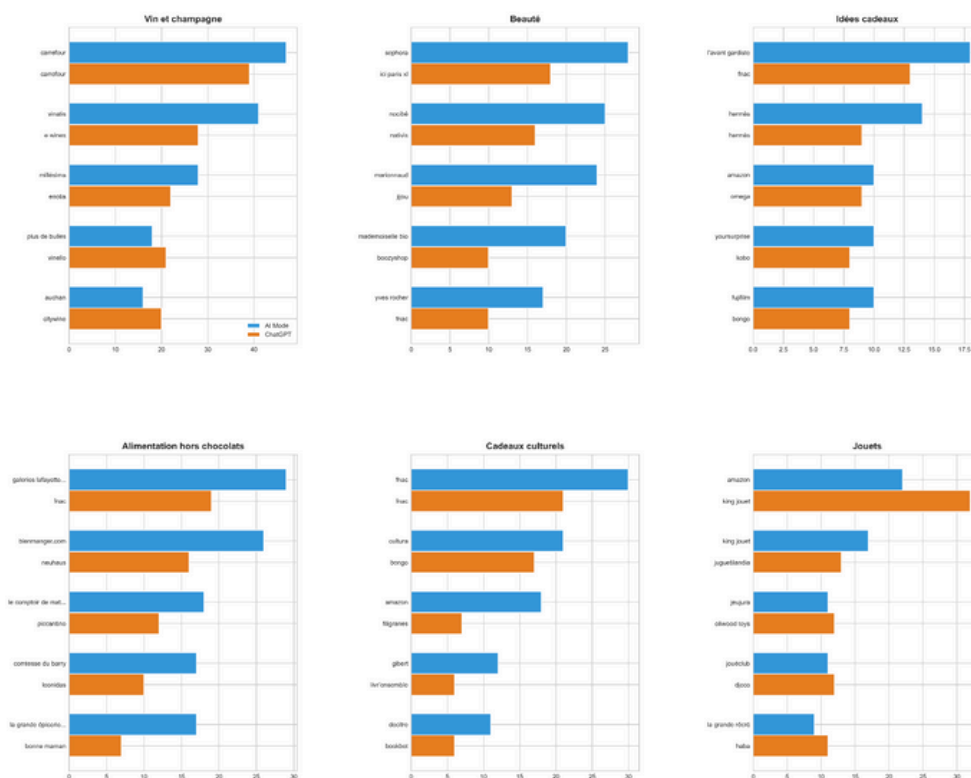 Vin et champagne
carrefour
carrefour
vinatis
e-wines
millésima
enoka
plus de bulles
vinello
auchan
citywine
AI Mode
ChatGPT
0 10 20 30 40
Beauté
sephora
ici paris xl
nocibé
nativis
marionnaud
mademoiselle bio
boozyshop
yves rocher
fnac
0 5 10 15 20 25
Idées cadeaux
l'avant gardiste
fnac
hermès
hermès
amazon
omega
yoursurprise
kobo
fujifilm
bongo
0.0 2.5 5.0 7.5 10.0 12.5 15.0 17.5
Alimentation hors chocolats
galeries lafayette...
fnac
bienmanger.com
neuhaus
le comptoir de mat...
piccantino
comtesse du barry
leonidas
la grande épicerie...
bonne maman
0 5 10 15 20 25 30
Cadeaux culturels
fnac
fnac
cultura
bongo
amazon
filigranes
gibert
livr'ensemble
decitre
bookbot
0 5 10 15 20 25 30
Jouets
amazon
king jouet
king jouet
juguetilandia
jeujura
oliwood toys
jouéclub
djeco
la grande récré
haba
0 5 10 15 20 25 30